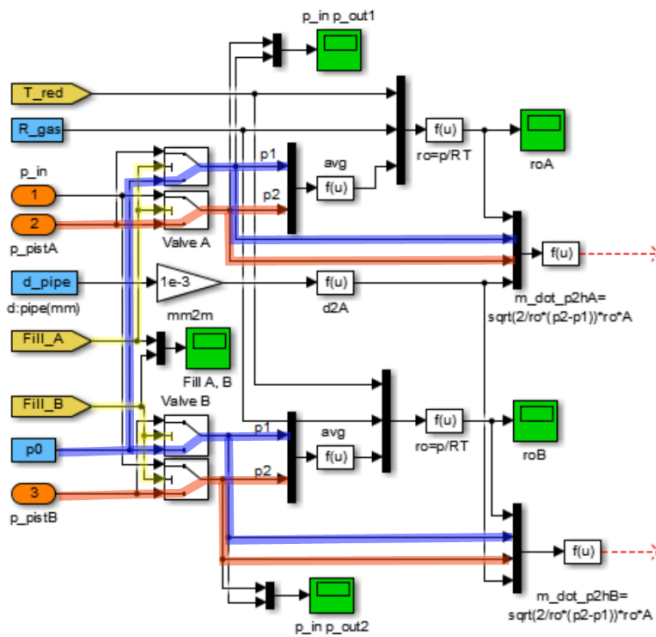 p_in p_out1
T_red
R_gas
f(u)
ro=p/RT
roA
p_in
1
p1
avg
f(u)
2
p2
p_pistA
Valve A
f(u)
d_pipe
1e-3
f(u)
d:pipe(mm)
mm2m
d2A
m_dot_p2hA=
sqrt(2/ro*(p2-p1))*ro*A
Fill_A
Fill A, B
Fill_B
Valve B
p1
avg
f(u)
ro=p/RT
roB
p0
f(u)
p2
3
p_pistB
f(u)
m_dot_p2hB=
sqrt(2/ro*(p2-p1))*ro*A
p_in p_out2